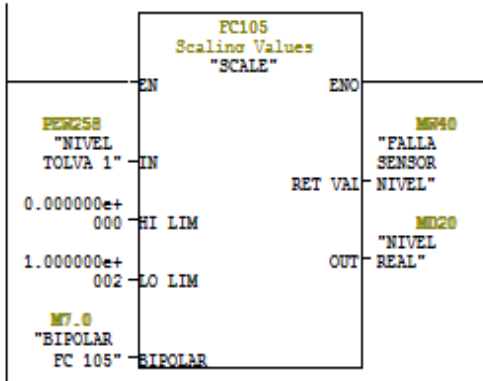 FC105
Scaling Values
"SCALE"
EN ENO
PEW258
"NIVEL
TOLVA 1" IN
MW40
"FALLA
SENSOR
RET VAL NIVEL"
0.000000e+
000 HI LIM
MD20
"NIVEL
OUT REAL"
1.000000e+
002 LO LIM
M7.0
"BIPOLAR
FC 105" BIPOLAR